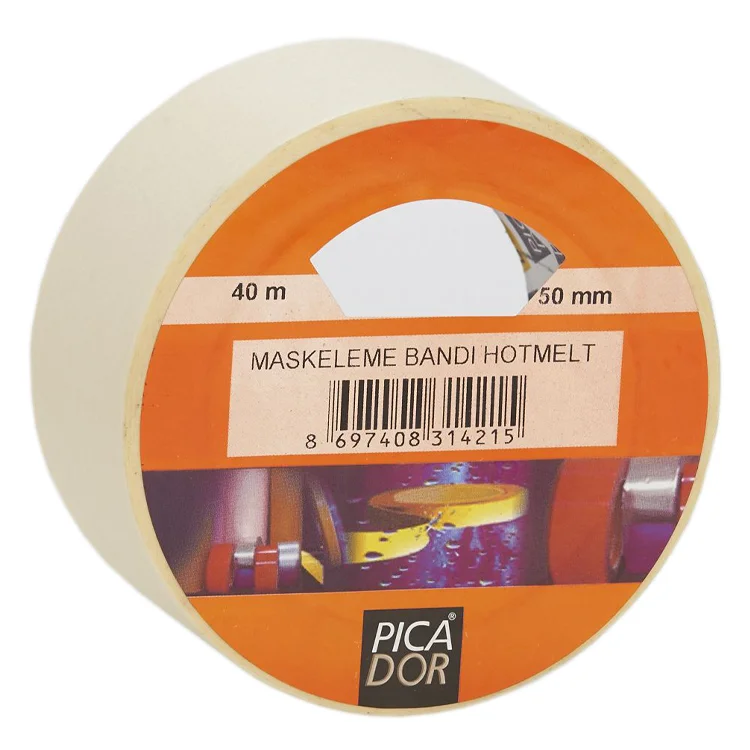 40 m
50 mm
MASKELEME BANDI HOTMELT
8 697408 314215
PICA®
DOR